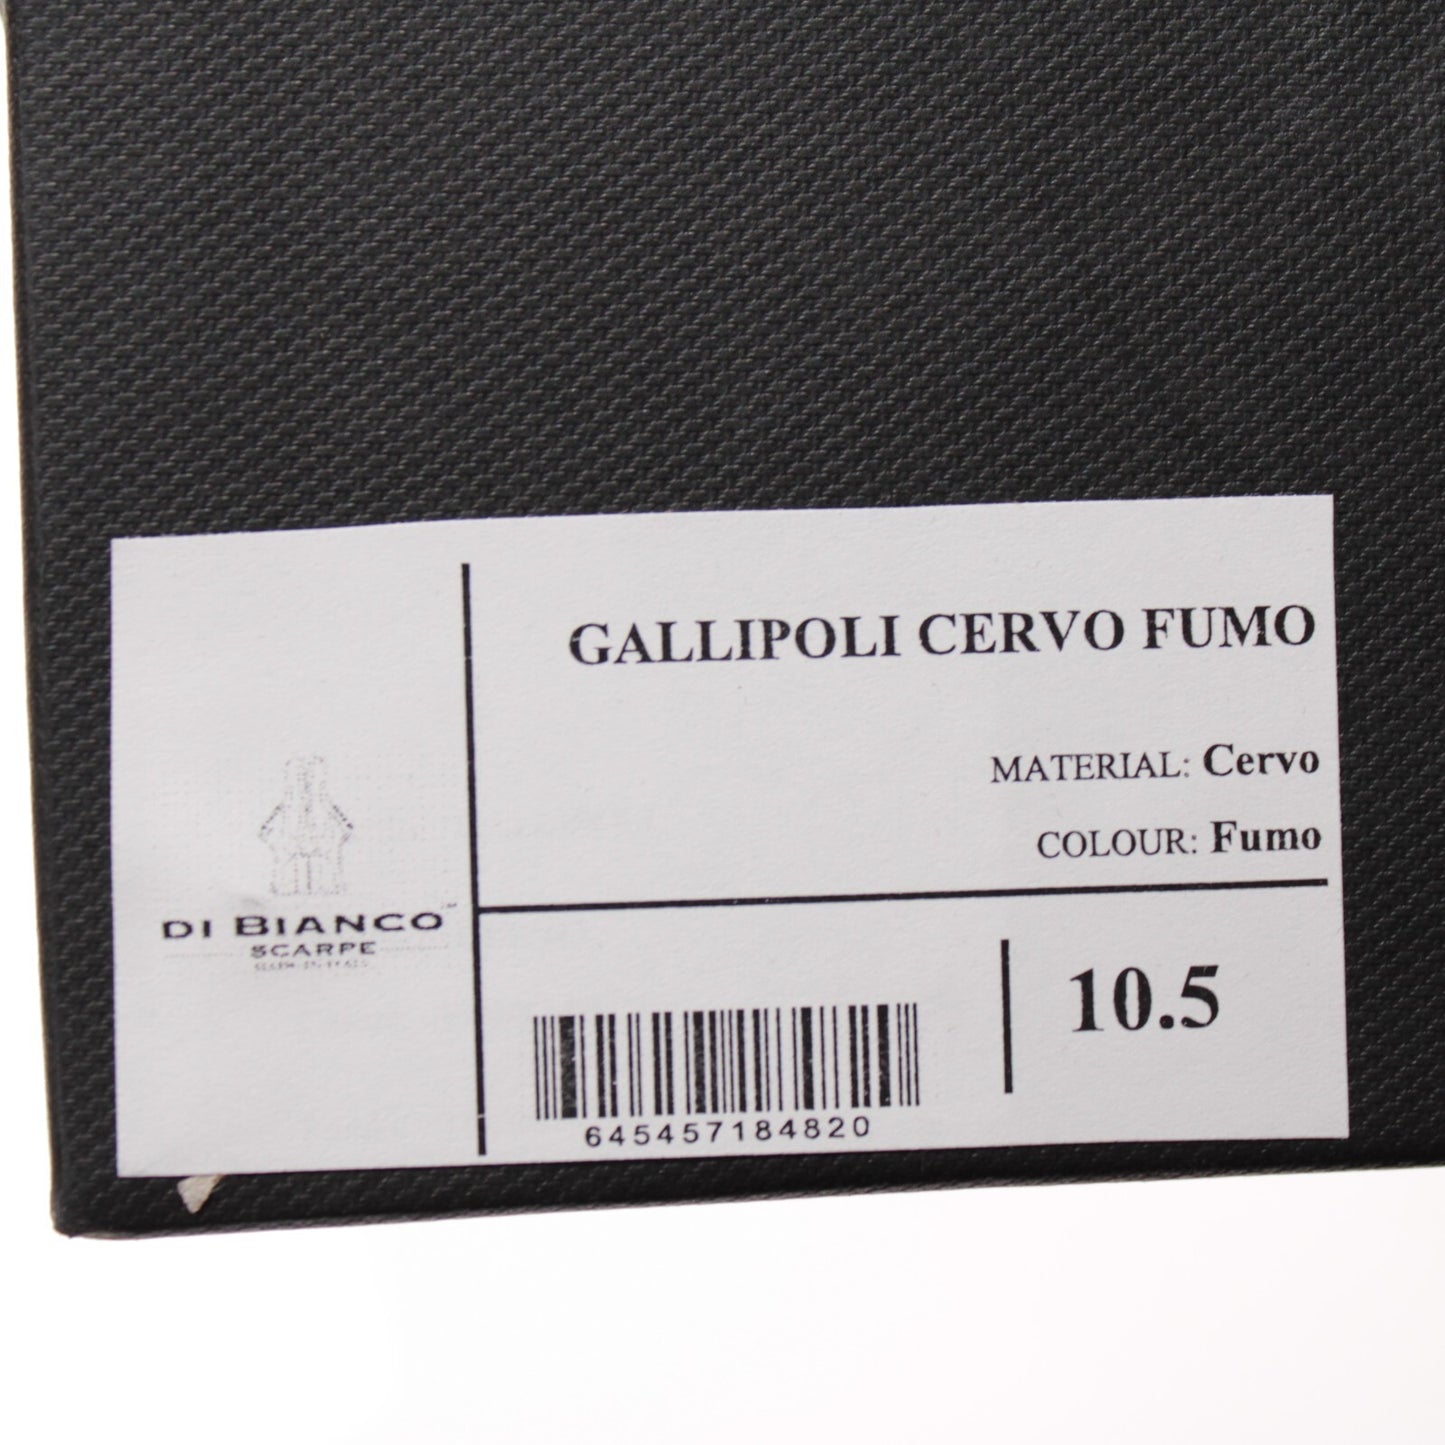 GALLIPOLI CERVO FUMO
MATERIAL: Cervo
COLOUR: Fumo
DI BIANCO
SCARPE
645457184820
10.5